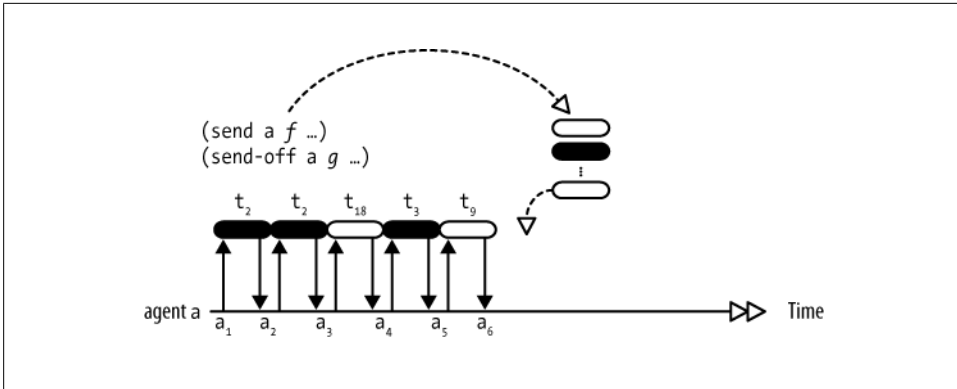 (send a f …)
(send-off a g …)
t₂ t₂ t₁₈ t₃ t₉
agent a Time
a₁ a₂ a₃ a₄ a₅ a₆